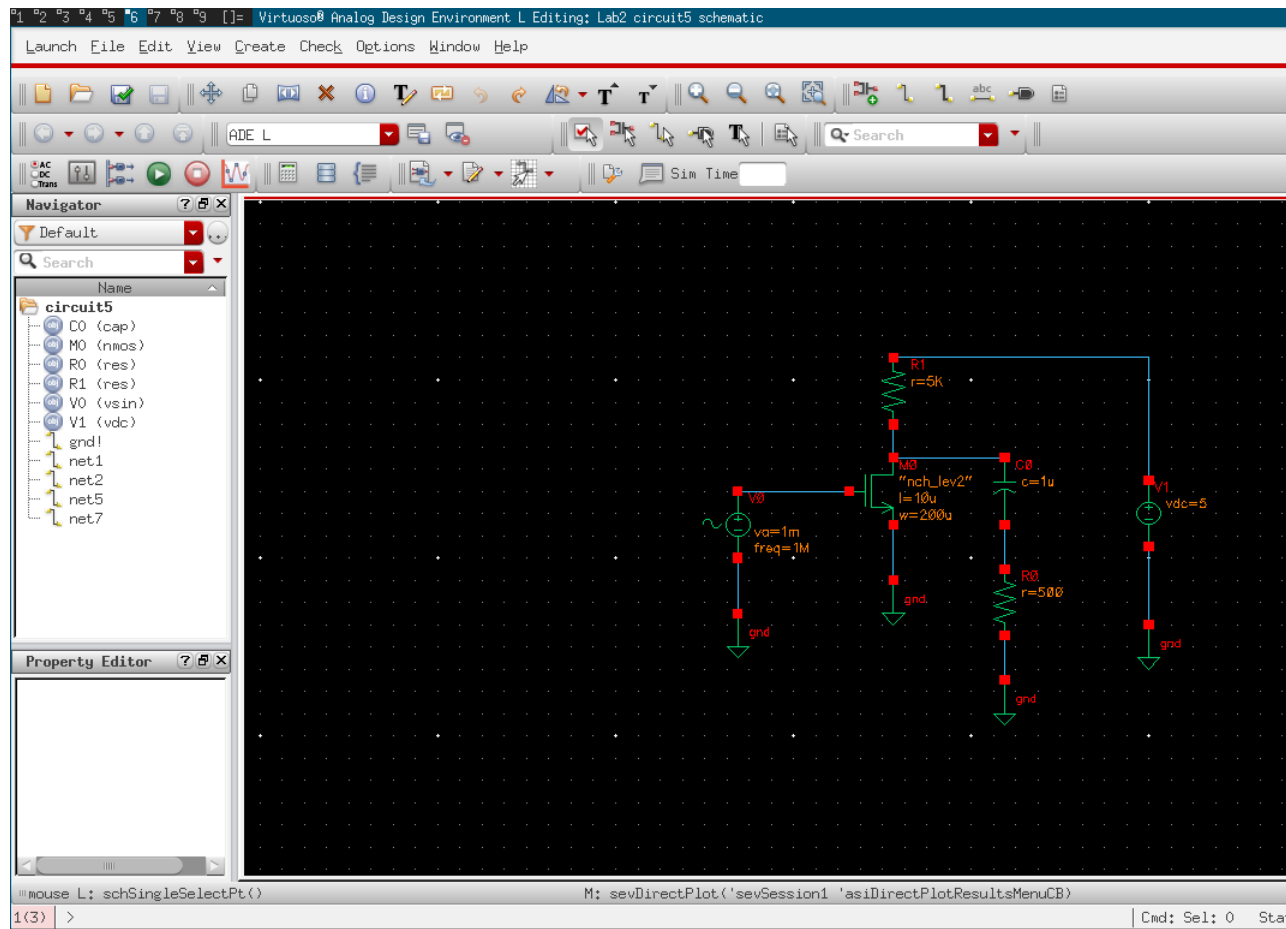 1 2 3 4 5 6 7 8 9 []= Virtuoso® Analog Design Environment L Editing: Lab2 circuit5 schematic
Launch File Edit View Create Check Options Window Help
abc
ADE L
Search
AC
DC
Trans
Sim Time
Navigator
Default
Search
Name
circuit5
C0 (cap)
M0 (nmos)
R0 (res)
R1 (res)
V0 (vsin)
V1 (vdc)
gnd!
net1
net2
net5
net7
Property Editor
R1
r=5K
M0
"nch_lev2"
l=10u
w=200u
C0
c=1u
V0
va=1m
freq=1M
V1
vdc=5
R0
r=500
gnd
gnd
gnd
gnd
mouse L: schSingleSelectPt()
M: sevDirectPlot('sevSession1 'asiDirectPlotResultsMenuCB)
1(3) >
Cmd: Sel: 0 Sta